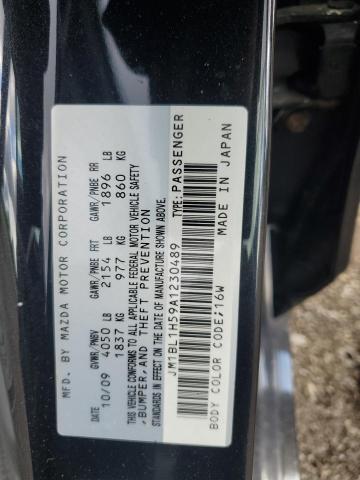 MFD. BY MAZDA MOTOR CORPORATION
DATE GVWR/PNBV GAWR/PNBE FRT GAWR/PNBE RR
10/09 4050 LB 2154 LB 1896 LB
1837 KG 977 KG 860 KG
THIS VEHICLE CONFORMS TO ALL APPLICABLE FEDERAL MOTOR VEHICLE SAFETY
,BUMPER,AND THEFT PREVENTION
STANDARDS IN EFFECT ON THE DATE OF MANUFACTURE SHOWN ABOVE.
JM1BL1H59A1230489 TYPE: PASSENGER
BODY COLOR CODE;16W MADE IN JAPAN